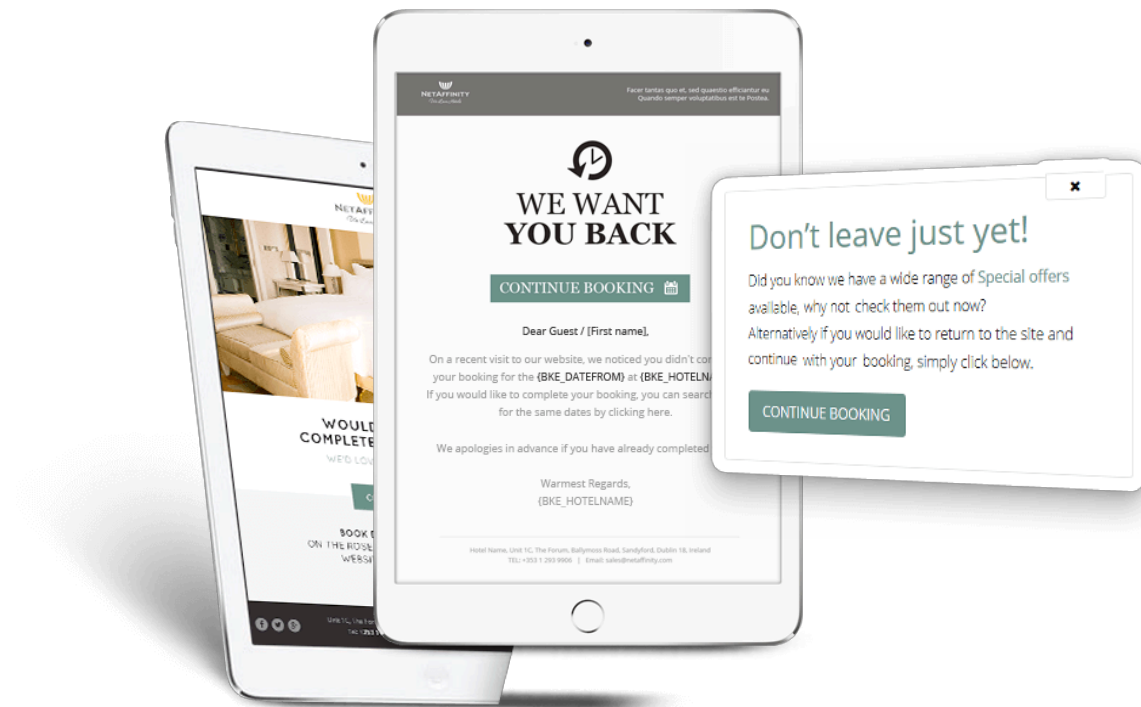 NETAFFINITY
Facer tantas quo et, sed quaestio efficiantur eu
Quando semper voluptatibus est te Postea.
WE WANT
YOU BACK
CONTINUE BOOKING
Dear Guest / [First name],
On a recent visit to our website, we noticed you didn't
your booking for the {BKE_DATEFROM} at
If you would like to complete your booking, you can search
for the same dates by clicking here.
We apologies in advance if you have already completed
Warmest Regards,
{BKE_HOTELNAME}
Hotel Name, Unit 1C, The Forum, Ballymoss Road, Sandyford, Dublin 18, Ireland
TEL: +353 1 293 9906 | Email: sales@netaffinity.com
WOULD
COMPLETE
WE'D
BOOK
ON THE
Unit 1C, The
Don't leave just yet!
Did you know we have a wide range of Special offers
available, why not check them out now?
Alternatively if you would like to return to the site and
continue with your booking, simply click below.
CONTINUE BOOKING